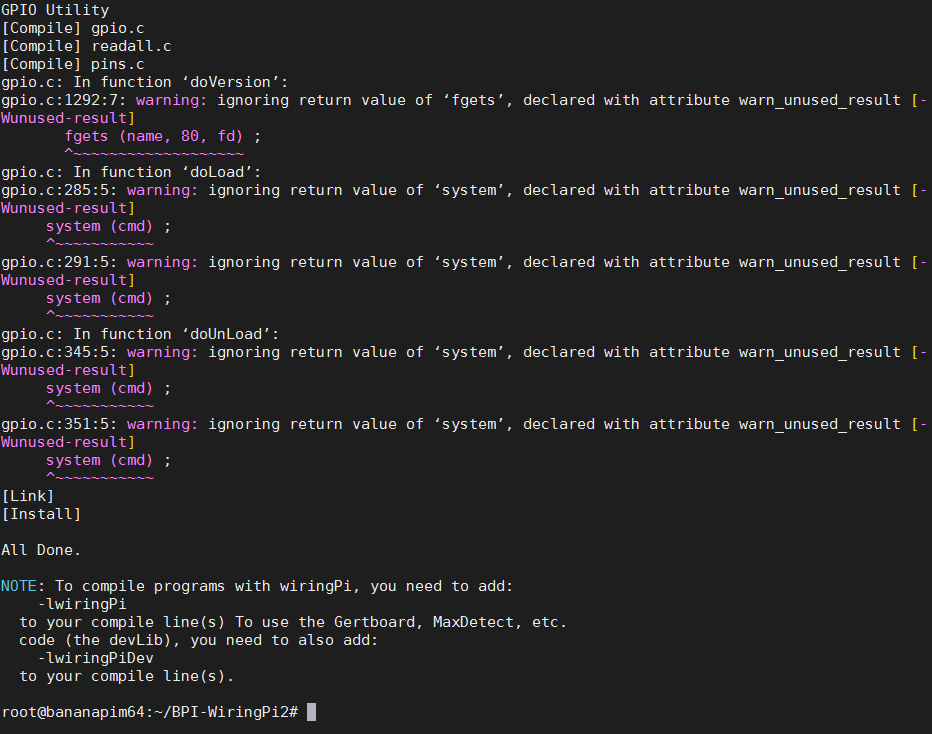 GPIO Utility
[Compile] gpio.c
[Compile] readall.c
[Compile] pins.c
gpio.c: In function ‘doVersion’:
gpio.c:1292:7: warning: ignoring return value of ‘fgets’, declared with attribute warn_unused_result [-
Wunused-result]
       fgets (name, 80, fd) ;
       ^~~~~~~~~~~~~~~~~~~~
gpio.c: In function ‘doLoad’:
gpio.c:285:5: warning: ignoring return value of ‘system’, declared with attribute warn_unused_result [-
Wunused-result]
     system (cmd) ;
     ^~~~~~~~~~~~
gpio.c:291:5: warning: ignoring return value of ‘system’, declared with attribute warn_unused_result [-
Wunused-result]
     system (cmd) ;
     ^~~~~~~~~~~~
gpio.c: In function ‘doUnLoad’:
gpio.c:345:5: warning: ignoring return value of ‘system’, declared with attribute warn_unused_result [-
Wunused-result]
     system (cmd) ;
     ^~~~~~~~~~~~
gpio.c:351:5: warning: ignoring return value of ‘system’, declared with attribute warn_unused_result [-
Wunused-result]
     system (cmd) ;
     ^~~~~~~~~~~~
[Link]
[Install]

All Done.

NOTE: To compile programs with wiringPi, you need to add:
    -lwiringPi
  to your compile line(s) To use the Gertboard, MaxDetect, etc.
  code (the devLib), you need to also add:
    -lwiringPiDev
  to your compile line(s).

root@bananapim64:~/BPI-WiringPi2#